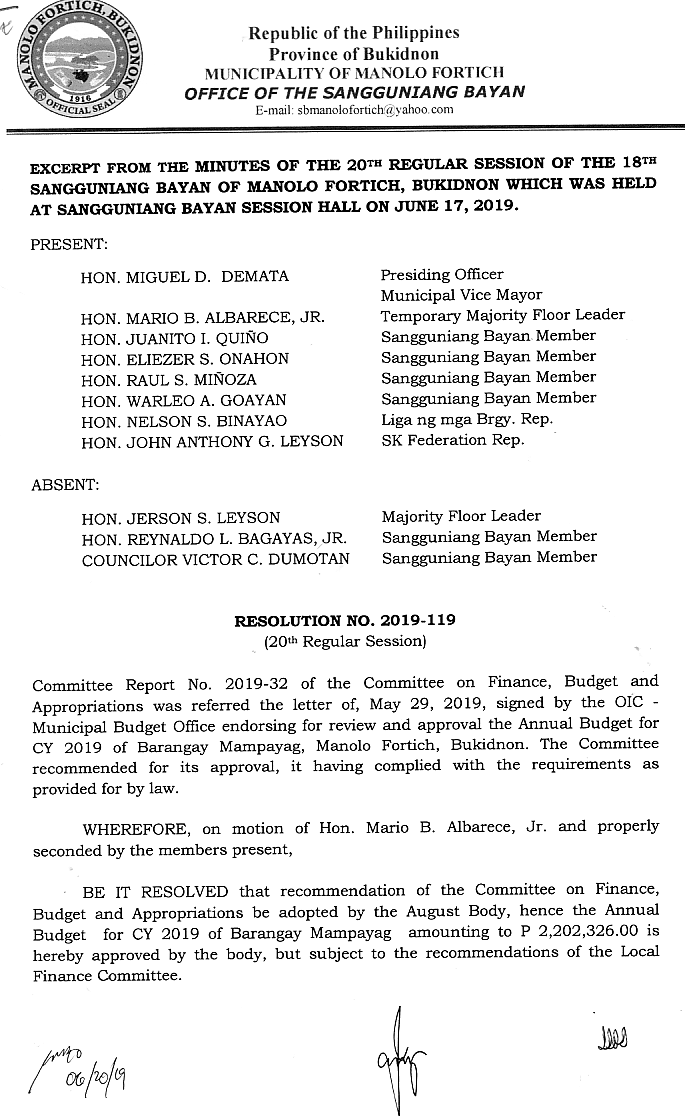 MANOLO FORTICH, BUKIDNON
1916
OFFICIAL SEAL
Republic of the Philippines
Province of Bukidnon
MUNICIPALITY OF MANOLO FORTICH
OFFICE OF THE SANGGUNIANG BAYAN
E-mail: sbmanolofortich@yahoo.com
EXCERPT FROM THE MINUTES OF THE 20TH REGULAR SESSION OF THE 18TH
SANGGUNIANG BAYAN OF MANOLO FORTICH, BUKIDNON WHICH WAS HELD
AT SANGGUNIANG BAYAN SESSION HALL ON JUNE 17, 2019.
PRESENT:
HON. MIGUEL D. DEMATA Presiding Officer
Municipal Vice Mayor
HON. MARIO B. ALBARECE, JR. Temporary Majority Floor Leader
HON. JUANITO I. QUIÑO Sangguniang Bayan Member
HON. ELIEZER S. ONAHON Sangguniang Bayan Member
HON. RAUL S. MIÑOZA Sangguniang Bayan Member
HON. WARLEO A. GOAYAN Sangguniang Bayan Member
HON. NELSON S. BINAYAO Liga ng mga Brgy. Rep.
HON. JOHN ANTHONY G. LEYSON SK Federation Rep.
ABSENT:
HON. JERSON S. LEYSON Majority Floor Leader
HON. REYNALDO L. BAGAYAS, JR. Sangguniang Bayan Member
COUNCILOR VICTOR C. DUMOTAN Sangguniang Bayan Member
RESOLUTION NO. 2019-119
(20th Regular Session)
Committee Report No. 2019-32 of the Committee on Finance, Budget and
Appropriations was referred the letter of, May 29, 2019, signed by the OIC -
Municipal Budget Office endorsing for review and approval the Annual Budget for
CY 2019 of Barangay Mampayag, Manolo Fortich, Bukidnon. The Committee
recommended for its approval, it having complied with the requirements as
provided for by law.
WHEREFORE, on motion of Hon. Mario B. Albarece, Jr. and properly
seconded by the members present,
BE IT RESOLVED that recommendation of the Committee on Finance,
Budget and Appropriations be adopted by the August Body, hence the Annual
Budget for CY 2019 of Barangay Mampayag amounting to P 2,202,326.00 is
hereby approved by the body, but subject to the recommendations of the Local
Finance Committee.
06/20/19